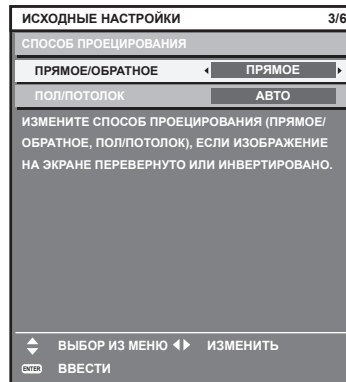 ИСХОДНЫЕ НАСТРОЙКИ 3/6
СПОСОБ ПРОЕЦИРОВАНИЯ
ПРЯМОЕ/ОБРАТНОЕ ПРЯМОЕ
ПОЛ/ПОТОЛОК АВТО
ИЗМЕНИТЕ СПОСОБ ПРОЕЦИРОВАНИЯ (ПРЯМОЕ/
ОБРАТНОЕ, ПОЛ/ПОТОЛОК), ЕСЛИ ИЗОБРАЖЕНИЕ
НА ЭКРАНЕ ПЕРЕВЕРНУТО ИЛИ ИНВЕРТИРОВАНО.
ВЫБОР ИЗ МЕНЮ ИЗМЕНИТЬ
ENTER ВВЕСТИ